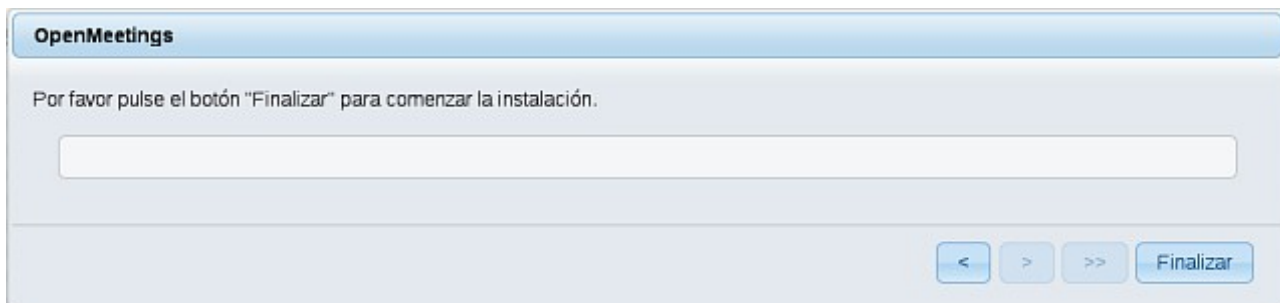 OpenMeetings
Por favor pulse el botón "Finalizar" para comenzar la instalación.
< > >> Finalizar